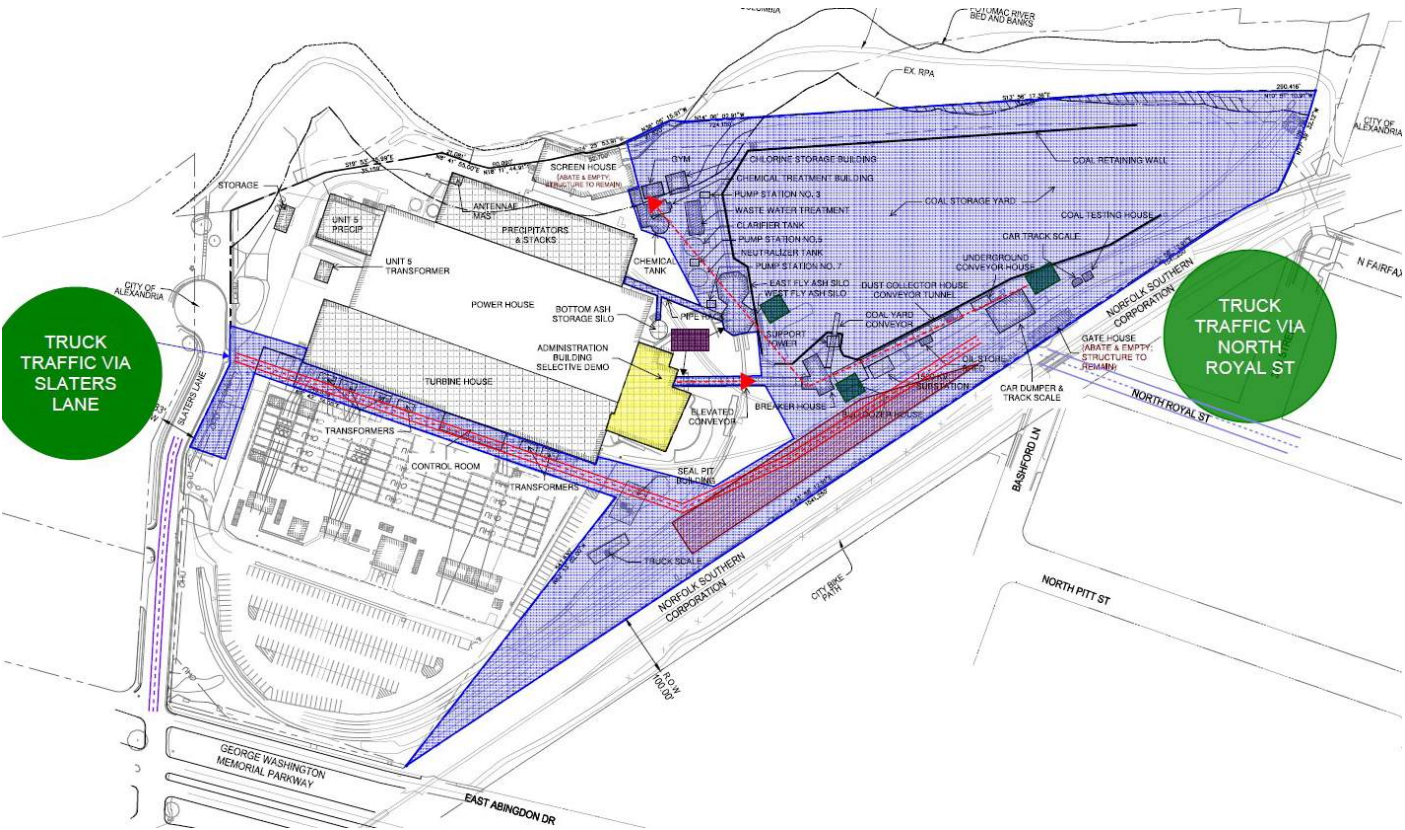 POTOMAC RIVER
BED AND BANKS
EX. RPA
CITY OF
ALEXANDRIA
280.416'
COAL RETAINING WALL
GYM
CHLORINE STORAGE BUILDING
CHEMICAL TREATMENT BUILDING
PUMP STATION NO. 3
WASTE WATER TREATMENT
CLARIFIER TANK
PUMP STATION NO.5
NEUTRALIZER TANK
PUMP STATION NO. 7
EAST FLY ASH SILO
WEST FLY ASH SILO
COAL STORAGE YARD
COAL TESTING HOUSE
CAR TRACK SCALE
UNDERGROUND
CONVEYOR HOUSE
DUST COLLECTOR HOUSE
CONVEYOR TUNNEL
COAL YARD
CONVEYOR
SCREEN HOUSE
(ABATE & EMPTY;
STRUCTURE TO REMAIN)
STORAGE
ANTENNAE
MAST
UNIT 5
PRECIP
PRECIPITATORS
& STACKS
UNIT 5
TRANSFORMER
CHEMICAL
TANK
POWER HOUSE
BOTTOM ASH
STORAGE SILO
SUPPORT
TOWER
ADMINISTRATION
BUILDING
SELECTIVE DEMO
TURBINE HOUSE
ELEVATED
CONVEYOR
BREAKER HOUSE
SUBSTATION
CAR DUMPER &
TRACK SCALE
GATE HOUSE
(ABATE & EMPTY;
STRUCTURE TO
REMAIN)
NORFOLK SOUTHERN
CORPORATION
N FAIRFAX
TRUCK
TRAFFIC VIA
NORTH
ROYAL ST
NORTH ROYAL ST
BASHFORD LN
NORTH PITT ST
CITY OF
ALEXANDRIA
TRUCK
TRAFFIC VIA
SLATERS
LANE
SLATERS LANE
TRANSFORMERS
CONTROL ROOM
TRANSFORMERS
SEAL PIT
BUILDING
TRUCK SCALE
NORFOLK SOUTHERN
CORPORATION
CITY BIKE
PATH
R.O.W
100.00'
GEORGE WASHINGTON
MEMORIAL PARKWAY
EAST ABINGDON DR